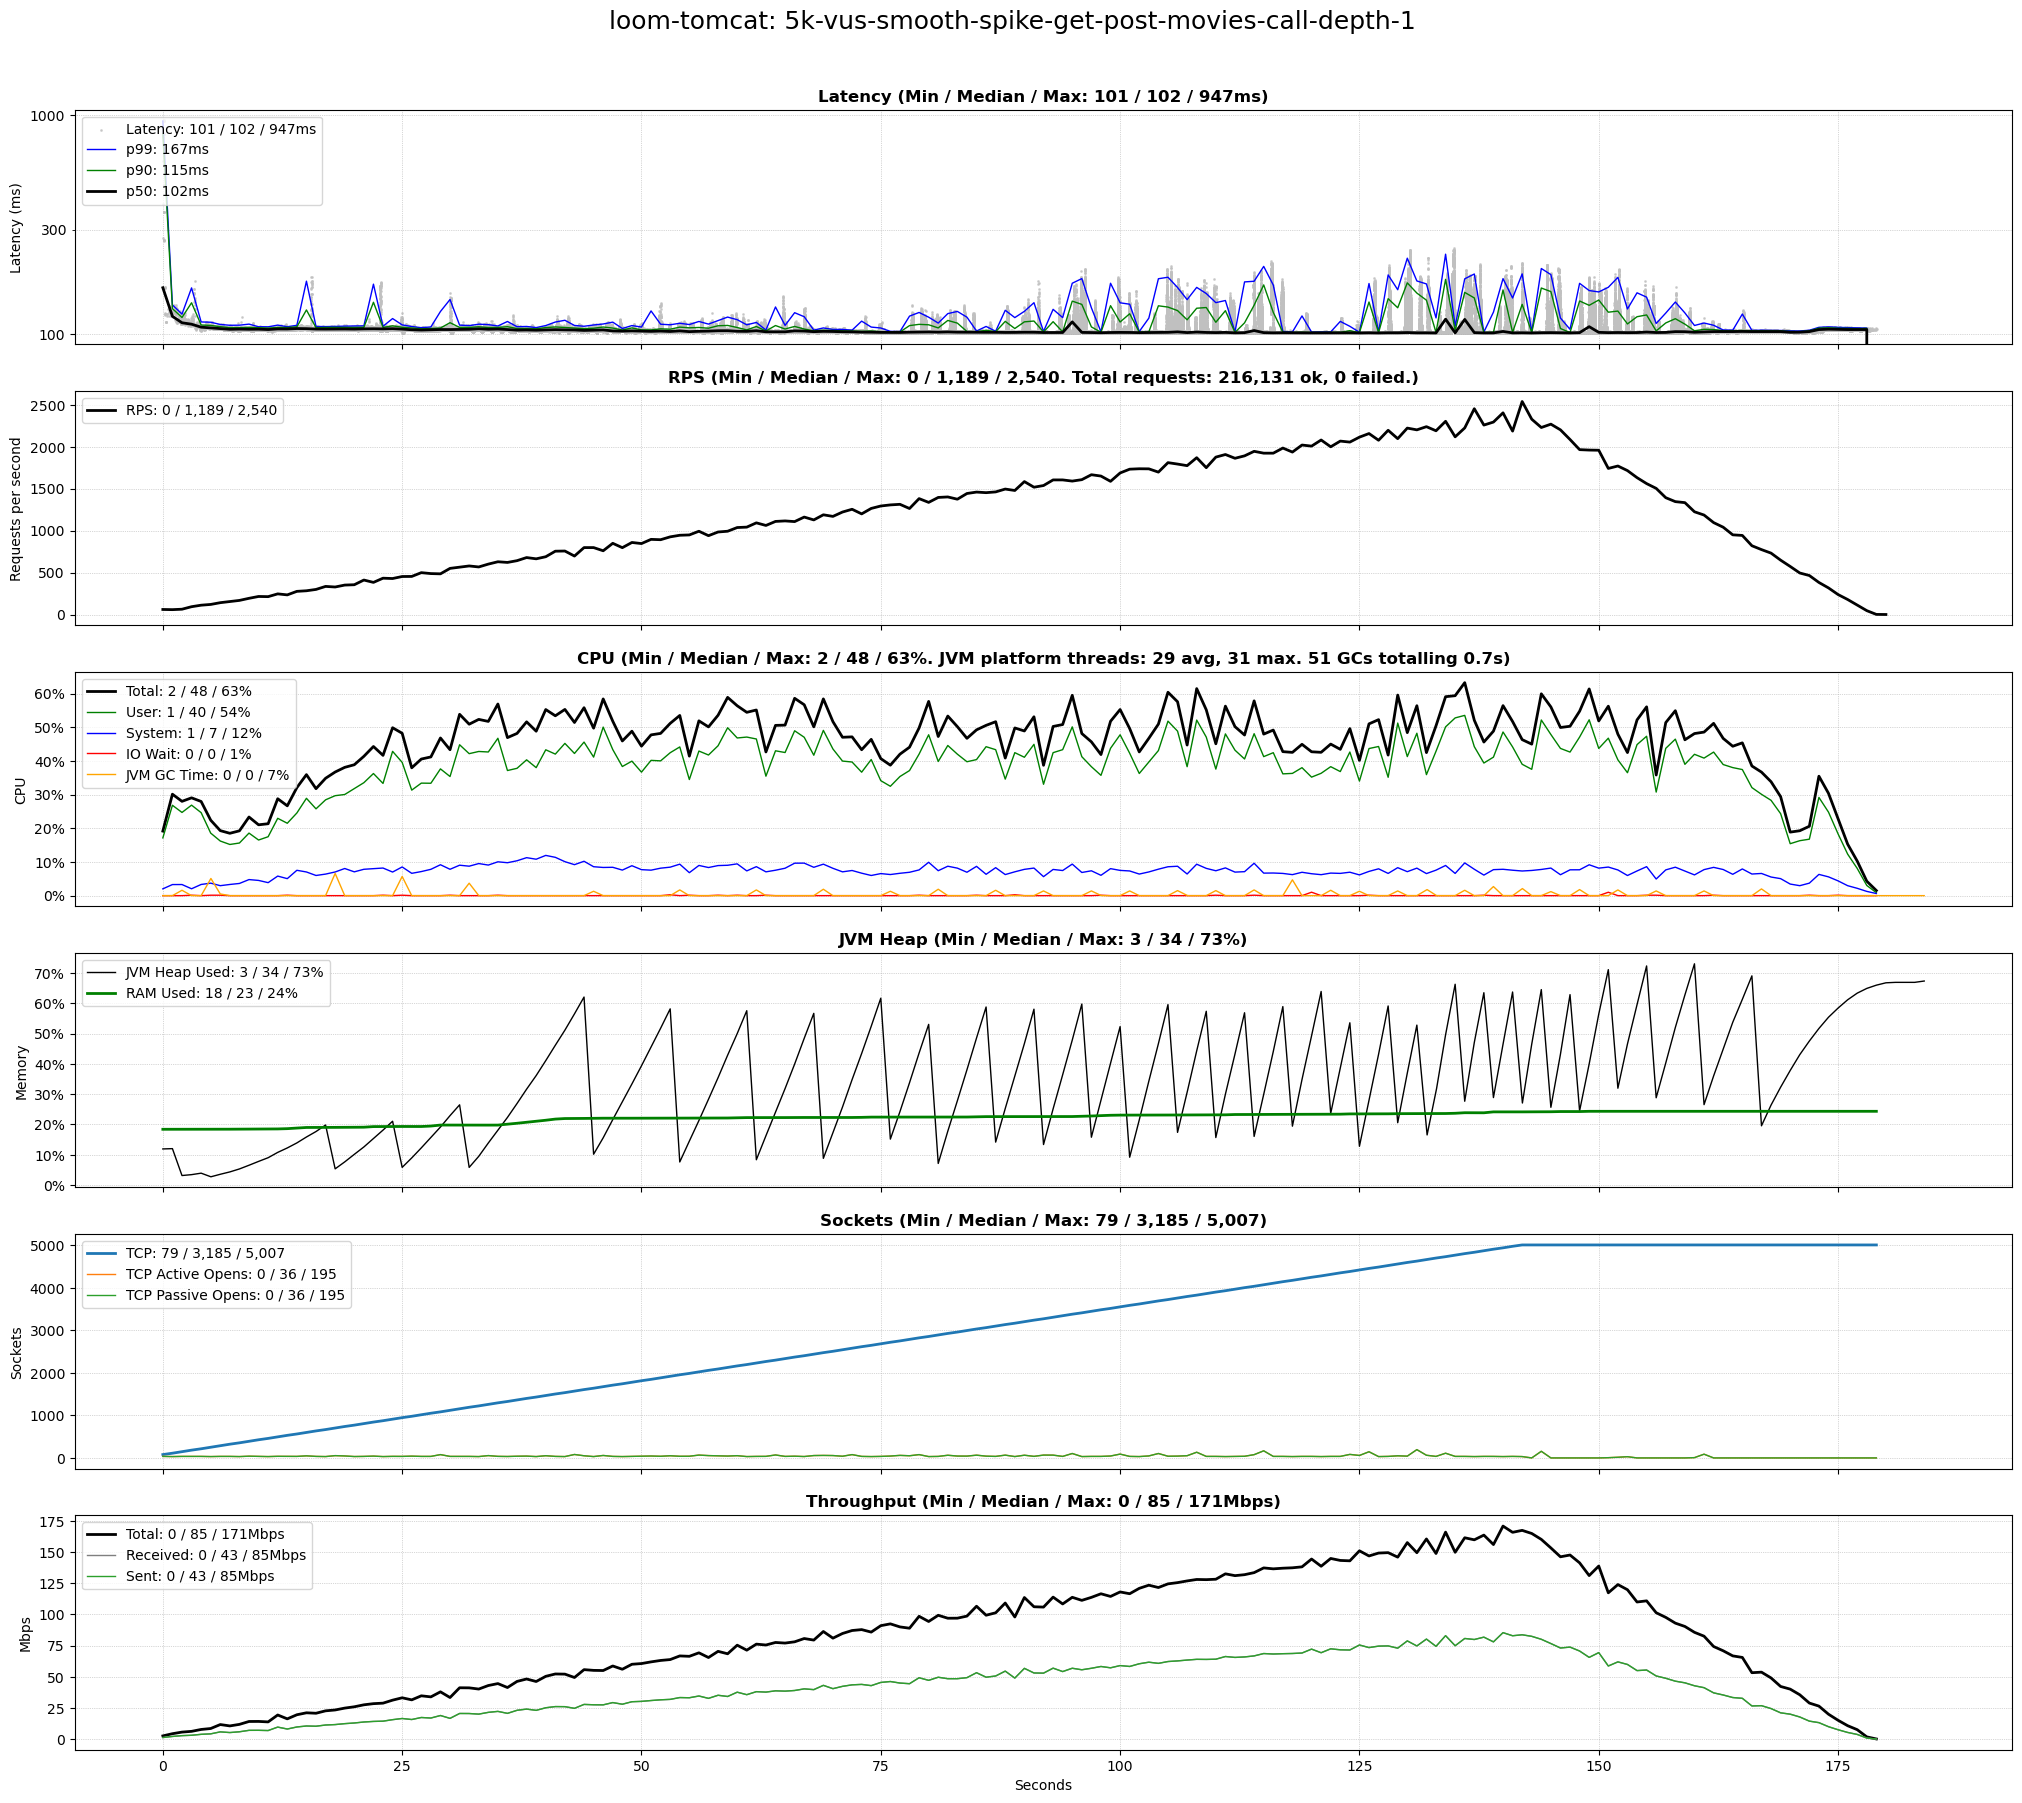 loom-tomcat: 5k-vus-smooth-spike-get-post-movies-call-depth-1
Latency (Min / Median / Max: 101 / 102 / 947ms)
Latency: 101 / 102 / 947ms
p99: 167ms
p90: 115ms
p50: 102ms
1000
300
100
Latency (ms)
RPS (Min / Median / Max: 0 / 1,189 / 2,540. Total requests: 216,131 ok, 0 failed.)
RPS: 0 / 1,189 / 2,540
2500
2000
1500
1000
500
0
Requests per second
CPU (Min / Median / Max: 2 / 48 / 63%. JVM platform threads: 29 avg, 31 max. 51 GCs totalling 0.7s)
Total: 2 / 48 / 63%
User: 1 / 40 / 54%
System: 1 / 7 / 12%
IO Wait: 0 / 0 / 1%
JVM GC Time: 0 / 0 / 7%
60%
50%
40%
30%
20%
10%
0%
CPU
JVM Heap (Min / Median / Max: 3 / 34 / 73%)
JVM Heap Used: 3 / 34 / 73%
RAM Used: 18 / 23 / 24%
70%
60%
50%
40%
30%
20%
10%
0%
Memory
Sockets (Min / Median / Max: 79 / 3,185 / 5,007)
TCP: 79 / 3,185 / 5,007
TCP Active Opens: 0 / 36 / 195
TCP Passive Opens: 0 / 36 / 195
5000
4000
3000
2000
1000
0
Sockets
Throughput (Min / Median / Max: 0 / 85 / 171Mbps)
Total: 0 / 85 / 171Mbps
Received: 0 / 43 / 85Mbps
Sent: 0 / 43 / 85Mbps
175
150
125
100
75
50
25
0
Mbps
0 25 50 75 100 125 150 175
Seconds